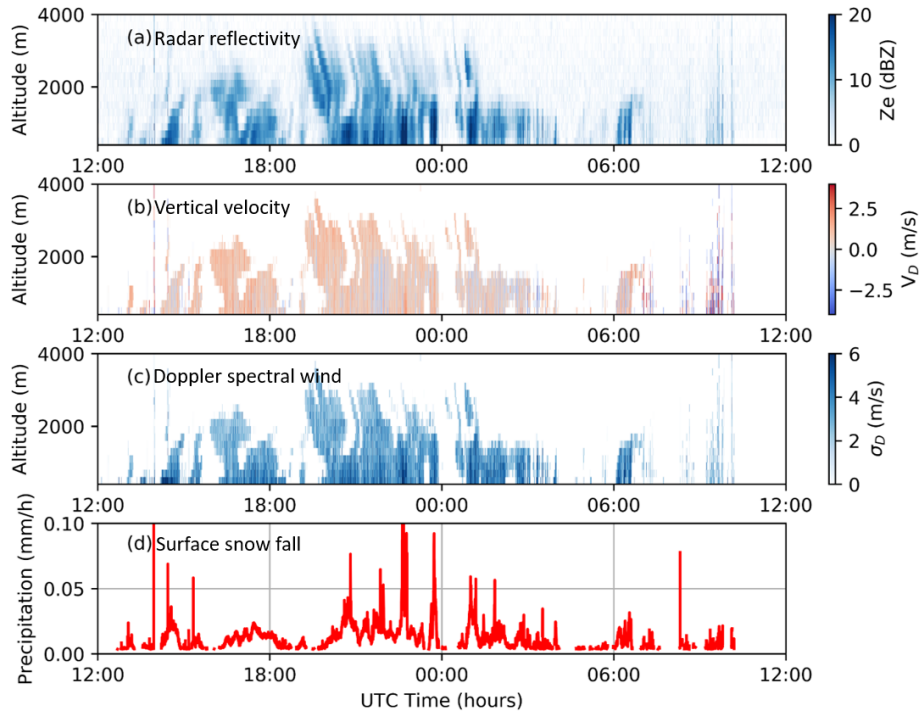 4000
2000
Altitude (m)
(a) Radar reflectivity
20
10
0
Ze (dBZ)
12:00 18:00 00:00 06:00 12:00
4000
2000
Altitude (m)
(b) Vertical velocity
2.5
0.0
−2.5
V_D (m/s)
12:00 18:00 00:00 06:00 12:00
4000
2000
Altitude (m)
(c) Doppler spectral wind
6
4
2
0
σ_D (m/s)
12:00 18:00 00:00 06:00 12:00
0.10
0.05
0.00
Precipitation (mm/h)
(d) Surface snow fall
12:00 18:00 00:00 06:00 12:00
UTC Time (hours)